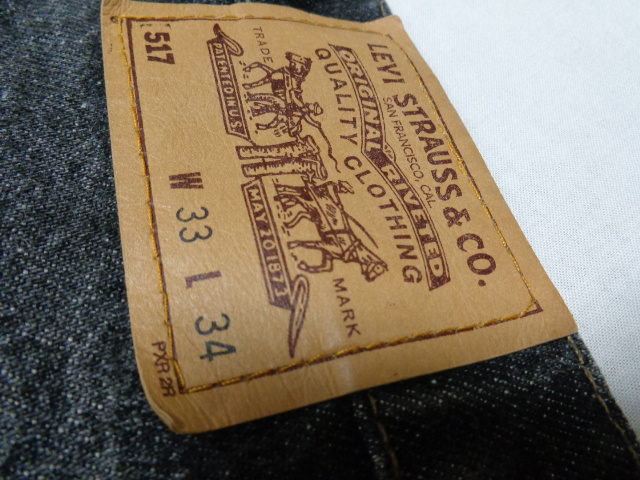 LEVI STRAUSS & CO.
SAN FRANCISCO, CAL.
ORIGINAL RIVETED
QUALITY CLOTHING
TRADE MARK
PATENTED IN U.S.
MAY 20 1873
517
W 33 L 34
PXR 2R